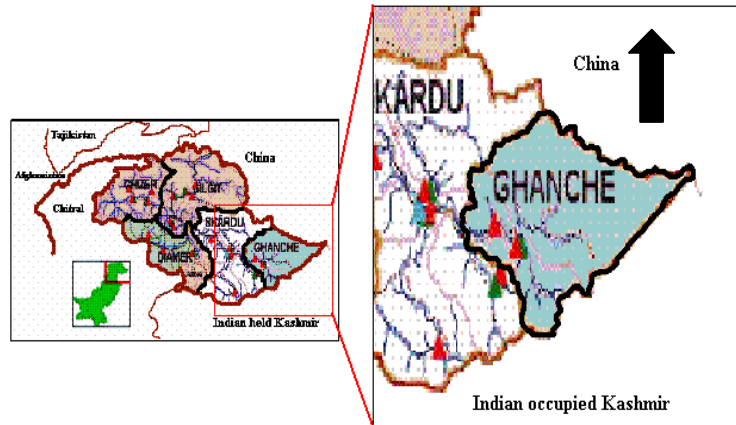 Tajikistan
China
Afghanistan
GHIZER
GILGIT
Chitral
SKARDU
GHANCHE
DIAMER
Indian held Kashmir
China
KARDU
GHANCHE
Indian occupied Kashmir